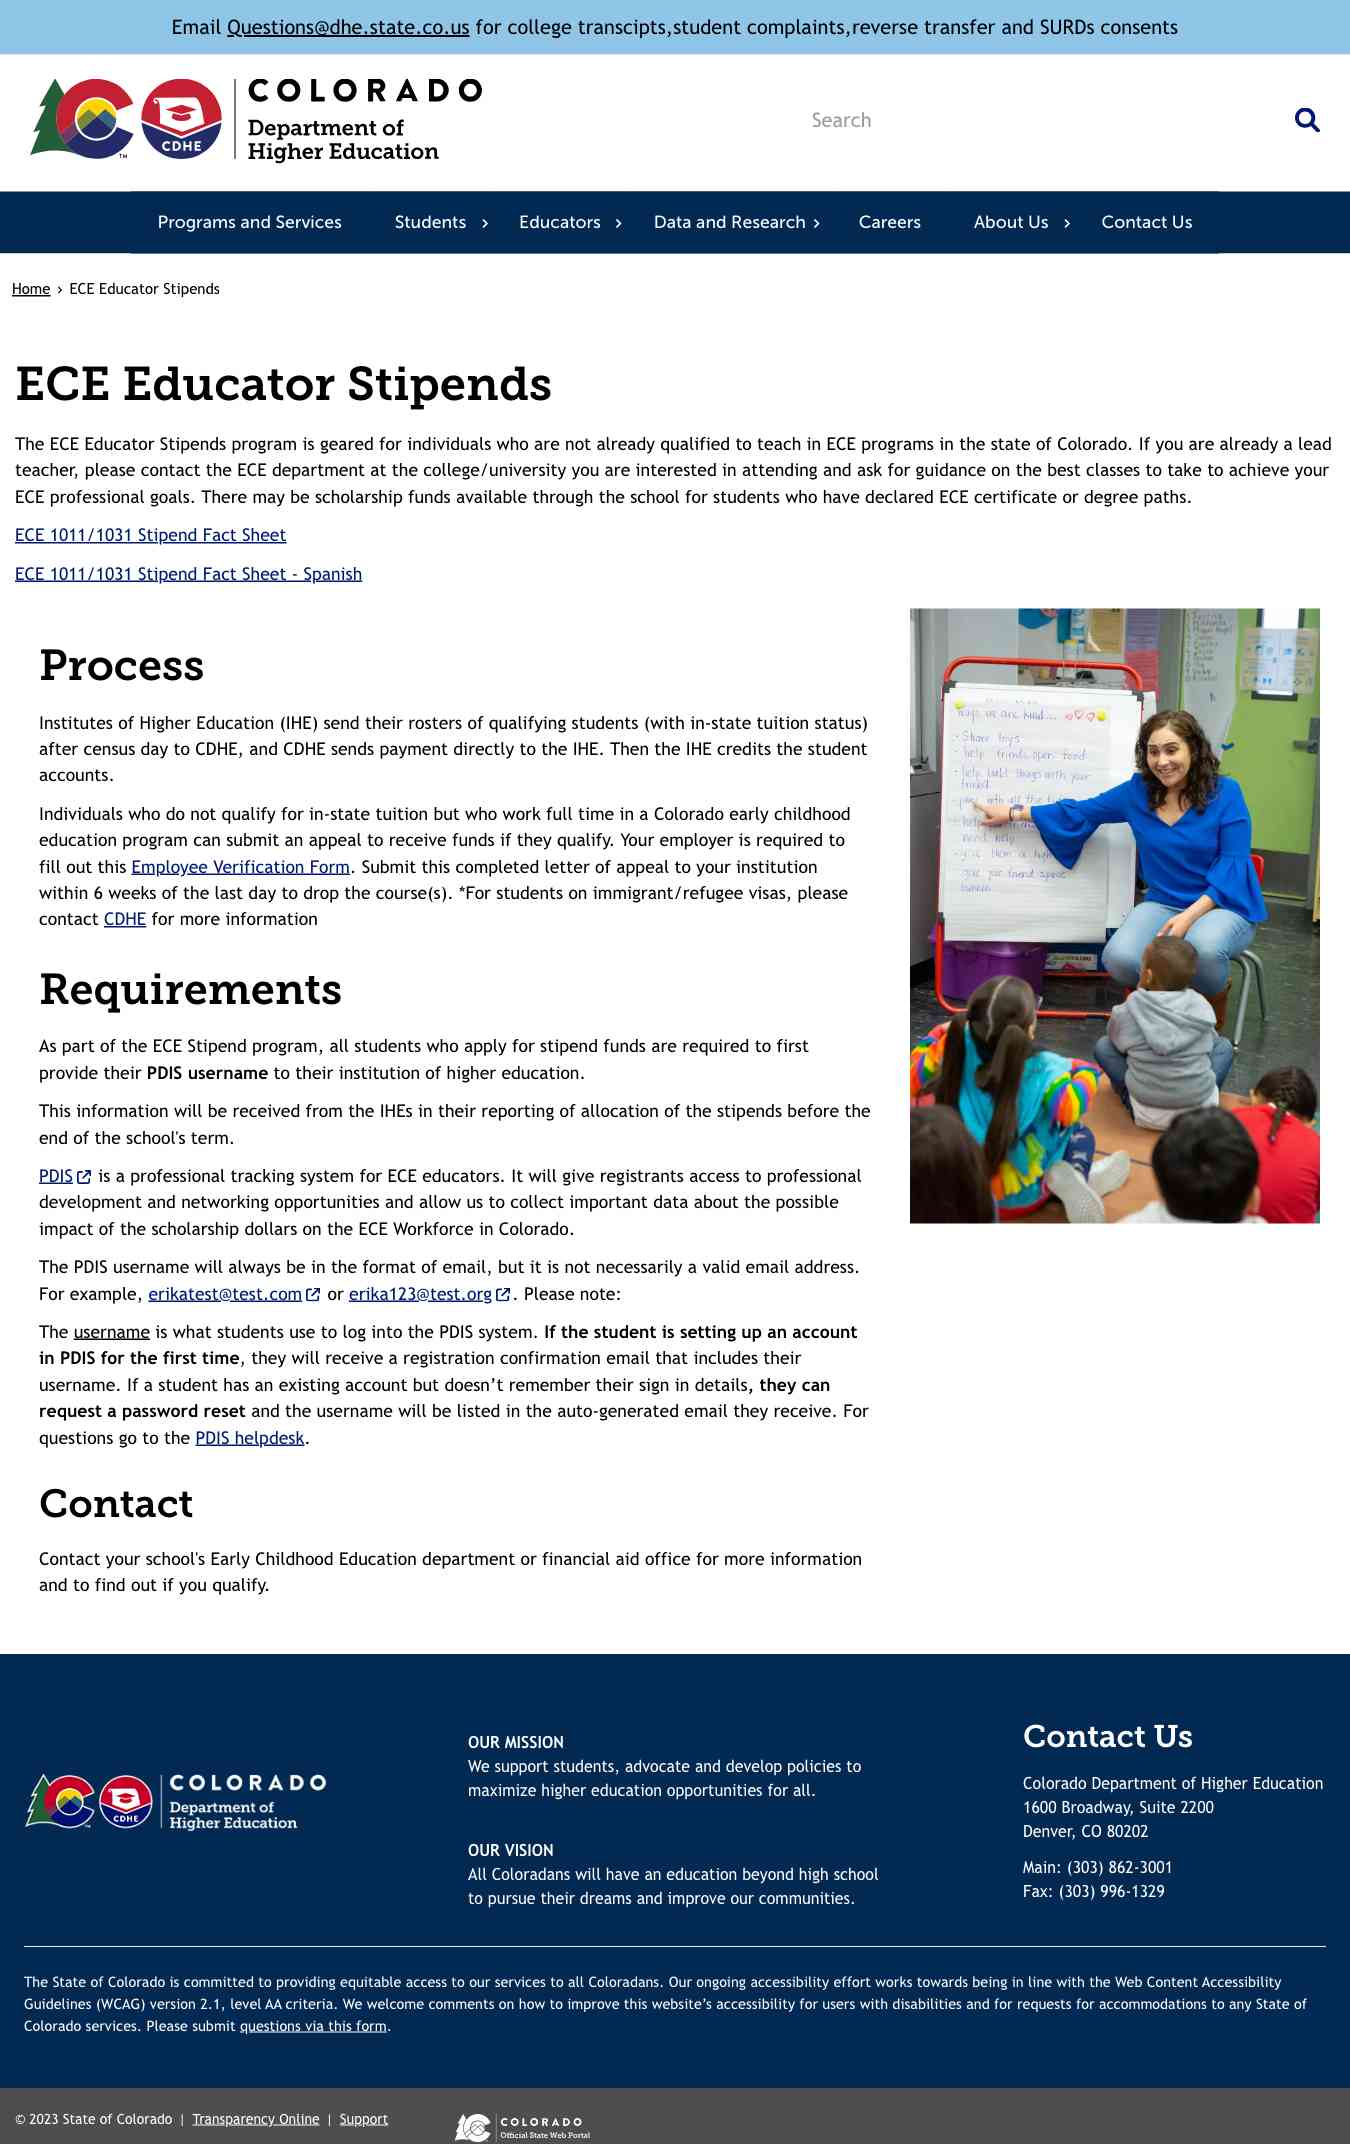 Email Questions@dhe.state.co.us for college transcipts,student complaints,reverse transfer and SURDs consents
CDHE
TM
COLORADO
Department of
Higher Education
Search
Programs and Services
Students
Educators
Data and Research
Careers
About Us
Contact Us
Home › ECE Educator Stipends
ECE Educator Stipends
The ECE Educator Stipends program is geared for individuals who are not already qualified to teach in ECE programs in the state of Colorado. If you are already a lead
teacher, please contact the ECE department at the college/university you are interested in attending and ask for guidance on the best classes to take to achieve your
ECE professional goals. There may be scholarship funds available through the school for students who have declared ECE certificate or degree paths.
ECE 1011/1031 Stipend Fact Sheet
ECE 1011/1031 Stipend Fact Sheet - Spanish
Process
Institutes of Higher Education (IHE) send their rosters of qualifying students (with in-state tuition status)
after census day to CDHE, and CDHE sends payment directly to the IHE. Then the IHE credits the student
accounts.
Individuals who do not qualify for in-state tuition but who work full time in a Colorado early childhood
education program can submit an appeal to receive funds if they qualify. Your employer is required to
fill out this Employee Verification Form. Submit this completed letter of appeal to your institution
within 6 weeks of the last day to drop the course(s). *For students on immigrant/refugee visas, please
contact CDHE for more information
Requirements
As part of the ECE Stipend program, all students who apply for stipend funds are required to first
provide their PDIS username to their institution of higher education.
This information will be received from the IHEs in their reporting of allocation of the stipends before the
end of the school's term.
PDIS is a professional tracking system for ECE educators. It will give registrants access to professional
development and networking opportunities and allow us to collect important data about the possible
impact of the scholarship dollars on the ECE Workforce in Colorado.
The PDIS username will always be in the format of email, but it is not necessarily a valid email address.
For example, erikatest@test.com or erika123@test.org. Please note:
The username is what students use to log into the PDIS system. If the student is setting up an account
in PDIS for the first time, they will receive a registration confirmation email that includes their
username. If a student has an existing account but doesn’t remember their sign in details, they can
request a password reset and the username will be listed in the auto-generated email they receive. For
questions go to the PDIS helpdesk.
Contact
Contact your school's Early Childhood Education department or financial aid office for more information
and to find out if you qualify.
ways we are kind...
- Share toys
- help friends open food
- help build things with your
friend
- give your friend space
CDHE
COLORADO
Department of
Higher Education
OUR MISSION
We support students, advocate and develop policies to
maximize higher education opportunities for all.
OUR VISION
All Coloradans will have an education beyond high school
to pursue their dreams and improve our communities.
Contact Us
Colorado Department of Higher Education
1600 Broadway, Suite 2200
Denver, CO 80202
Main: (303) 862-3001
Fax: (303) 996-1329
The State of Colorado is committed to providing equitable access to our services to all Coloradans. Our ongoing accessibility effort works towards being in line with the Web Content Accessibility
Guidelines (WCAG) version 2.1, level AA criteria. We welcome comments on how to improve this website’s accessibility for users with disabilities and for requests for accommodations to any State of
Colorado services. Please submit questions via this form.
© 2023 State of Colorado | Transparency Online | Support
COLORADO
Official State Web Portal